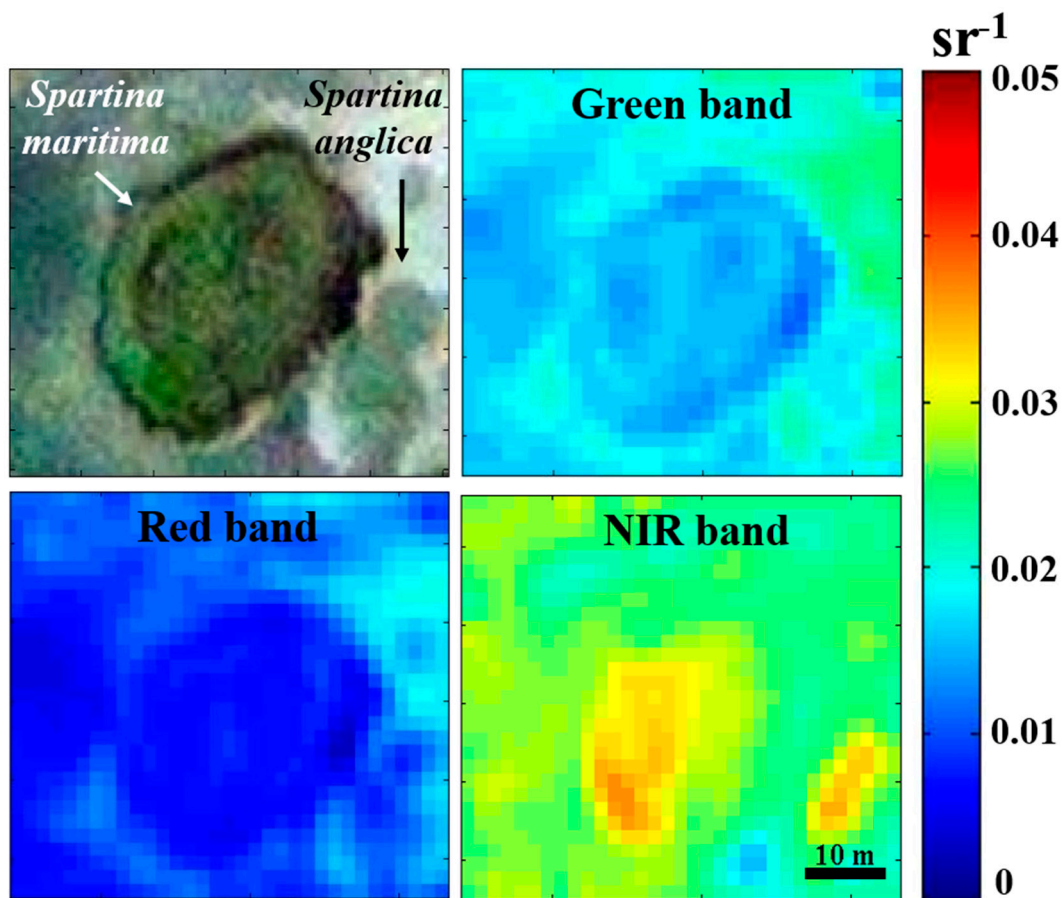 Spartina
maritima
Spartina
anglica
Green band
sr⁻¹
0.05
0.04
0.03
0.02
0.01
0
Red band
NIR band
10 m